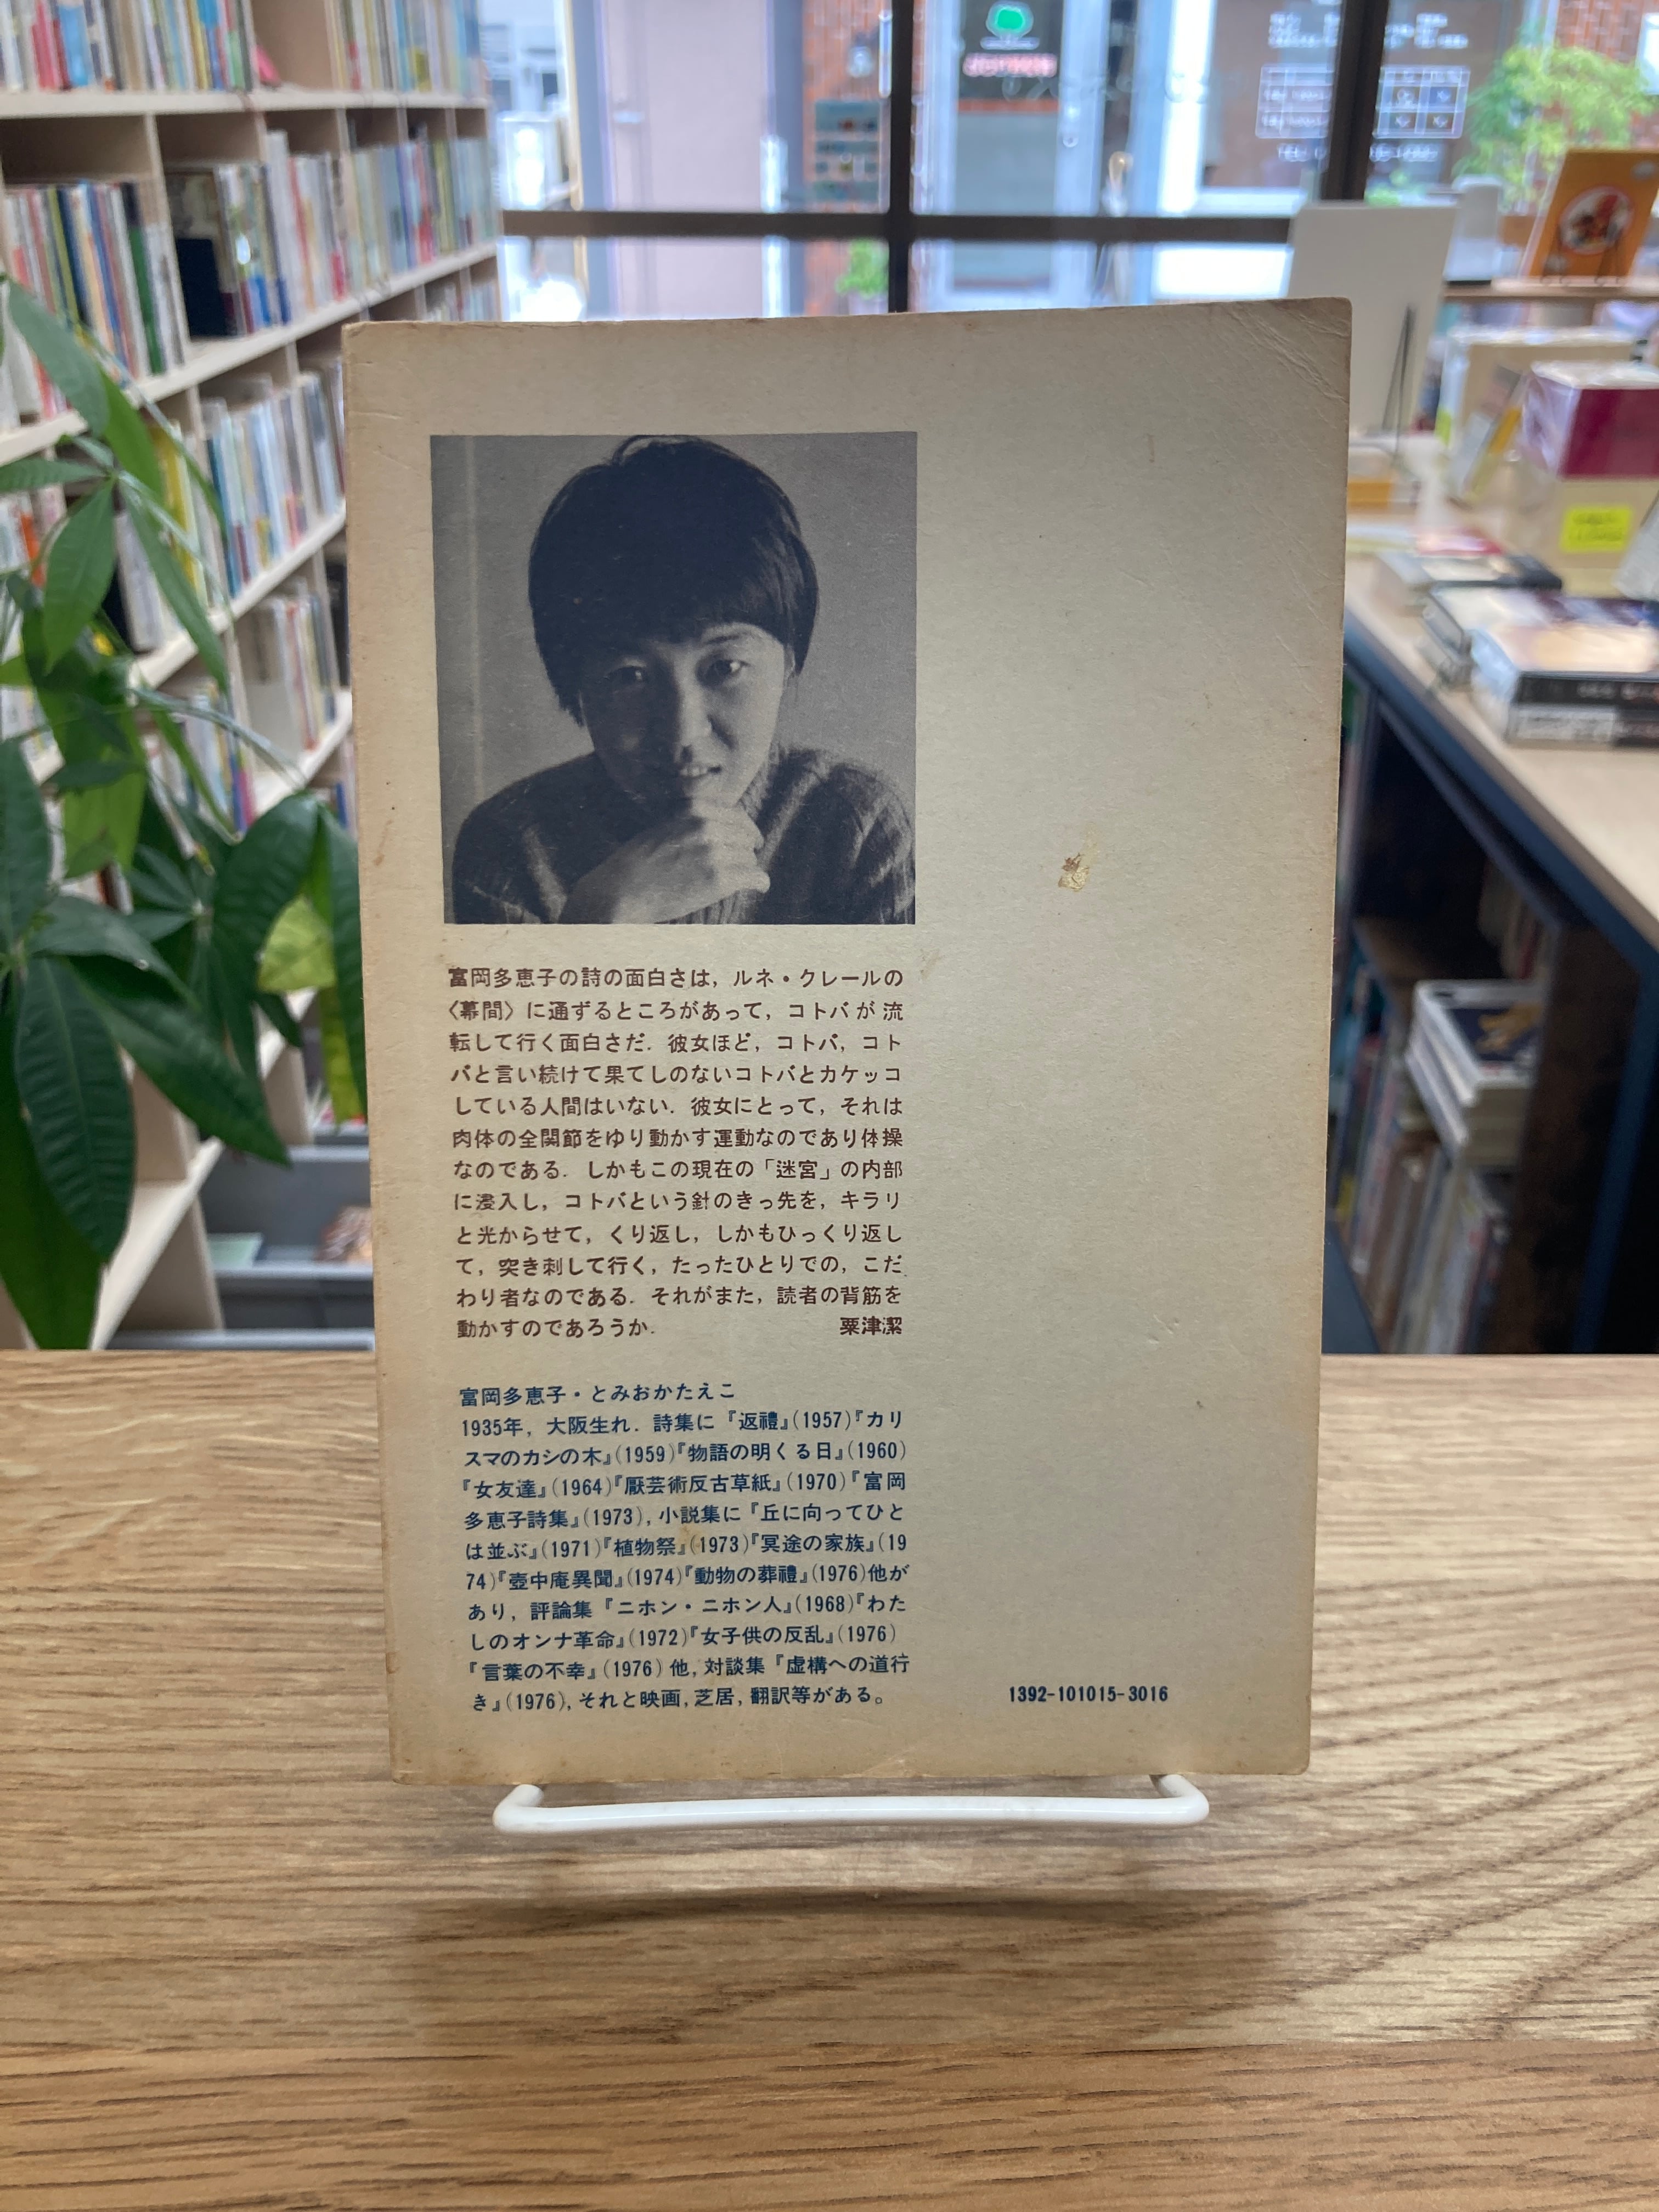 富岡多恵子の詩の面白さは，ルネ・クレールの
〈幕間〉に通ずるところがあって，コトバが流
転して行く面白さだ．彼女ほど，コトバ，コト
バと言い続けて果てしのないコトバとカケッコ
している人間はいない．彼女にとって，それは
肉体の全関節をゆり動かす運動なのであり体操
なのである．しかもこの現在の「迷宮」の内部
に浸入し，コトバという針のきっ先を，キラリ
と光からせて，くり返し，しかもひっくり返し
て，突き刺して行く，たったひとりでの，こだ
わり者なのである．それがまた，読者の背筋を
動かすのであろうか．　粟津潔
富岡多恵子・とみおかたえこ
1935年，大阪生れ．詩集に『返禮』(1957)『カリ
スマのカシの木』(1959)『物語の明くる日』(1960)
『女友達』(1964)『厭芸術反古草紙』(1970)『富岡
多恵子詩集』(1973)，小説集に『丘に向ってひと
は並ぶ』(1971)『植物祭』(1973)『冥途の家族』(19
74)『壺中庵異聞』(1974)『動物の葬禮』(1976)他が
あり，評論集『ニホン・ニホン人』(1968)『わた
しのオンナ革命』(1972)『女子供の反乱』(1976)
『言葉の不幸』(1976)他，対談集『虚構への道行
き』(1976)，それと映画，芝居，翻訳等がある。
1392-101015-3016